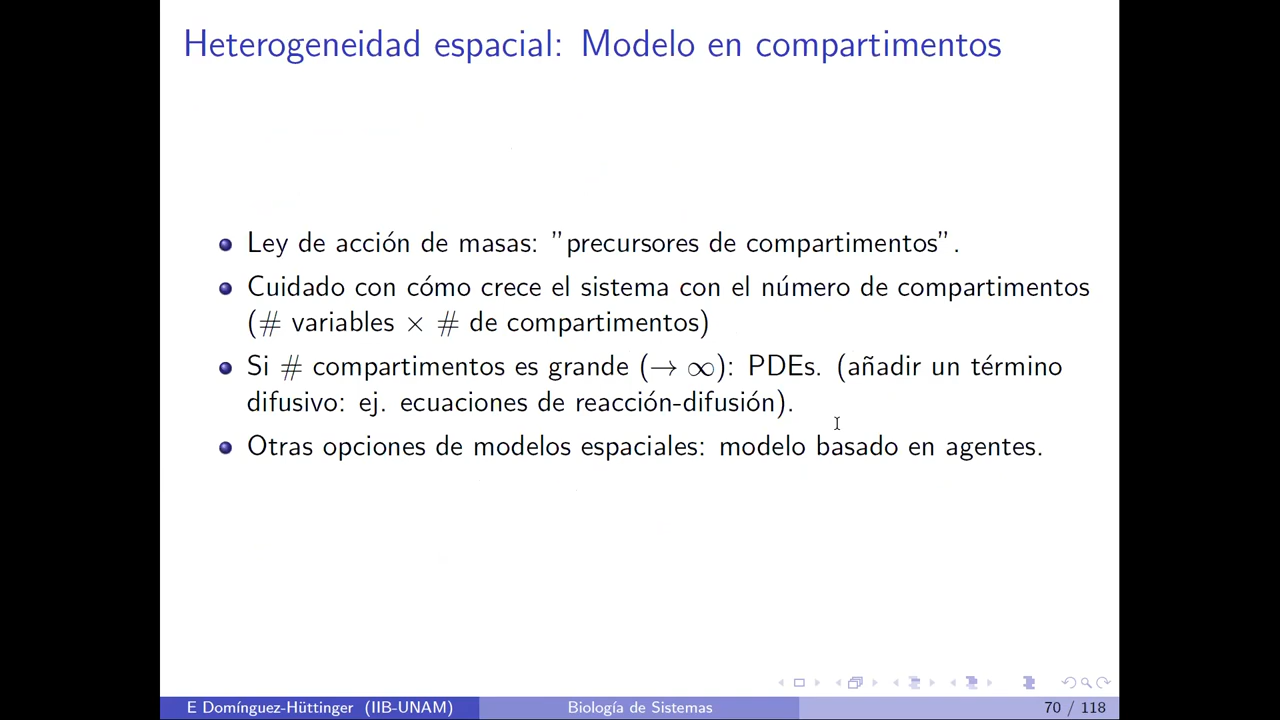 Heterogeneidad espacial: Modelo en compartimentos
Ley de acción de masas: "precursores de compartimentos".
Cuidado con cómo crece el sistema con el número de compartimentos
(# variables × # de compartimentos)
Si # compartimentos es grande (→ ∞): PDEs. (añadir un término
difusivo: ej. ecuaciones de reacción-difusión).
Otras opciones de modelos espaciales: modelo basado en agentes.
E Domínguez-Hüttinger (IIB-UNAM)
Biología de Sistemas
70 / 118